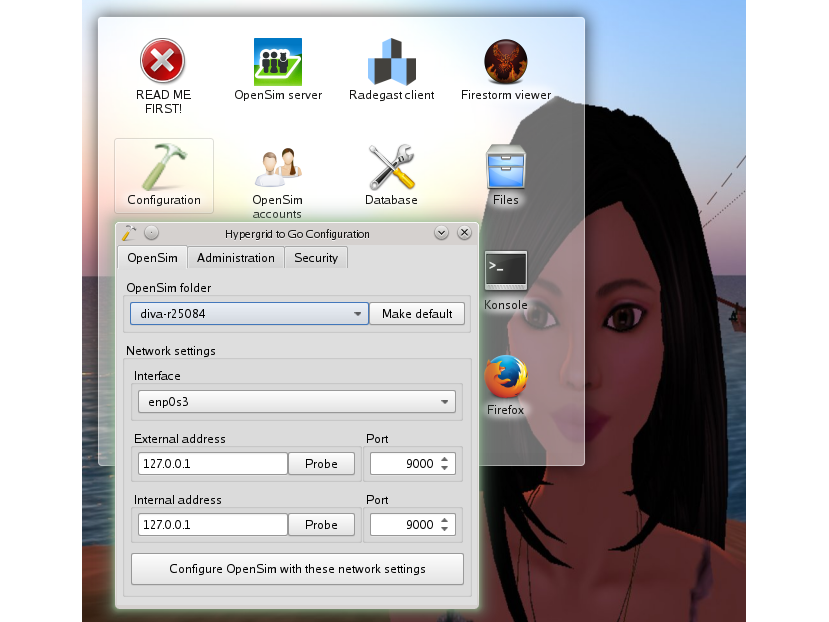 READ ME
FIRST!
OpenSim server
Radegast client
Firestorm viewer
Configuration
OpenSim
accounts
Database
Files
Konsole
Firefox
Hypergrid to Go Configuration
OpenSim
Administration
Security
OpenSim folder
diva-r25084
Make default
Network settings
Interface
enp0s3
External address
Port
127.0.0.1
Probe
9000
Internal address
Port
127.0.0.1
Probe
9000
Configure OpenSim with these network settings